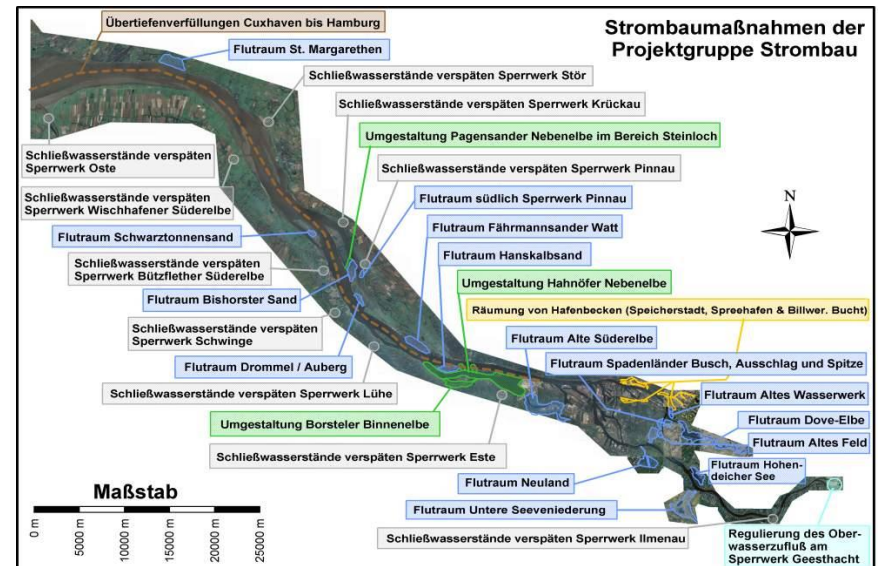 Strombaumaßnahmen der
Projektgruppe Strombau
Übertiefenverfüllungen Cuxhaven bis Hamburg
Flutraum St. Margarethen
Schließwasserstände verspäten Sperrwerk Stör
Schließwasserstände verspäten Sperrwerk Krückau
Umgestaltung Pagensander Nebenelbe im Bereich Steinloch
Schließwasserstände verspäten
Sperrwerk Oste
Schließwasserstände verspäten Sperrwerk Pinnau
Schließwasserstände verspäten
Sperrwerk Wischhafener Süderelbe
Flutraum südlich Sperrwerk Pinnau
Flutraum Fährmannsander Watt
Flutraum Schwarztonnensand
Flutraum Hanskalbsand
Schließwasserstände verspäten
Sperrwerk Bützflether Süderelbe
Umgestaltung Hahnöfer Nebenelbe
Flutraum Bishorster Sand
Räumung von Hafenbecken (Speicherstadt, Spreehafen & Billwer. Bucht)
Schließwasserstände verspäten
Sperrwerk Schwinge
Flutraum Alte Süderelbe
Flutraum Drommel / Auberg
Flutraum Spadenländer Busch, Ausschlag und Spitze
Schließwasserstände verspäten Sperrwerk Lühe
Flutraum Altes Wasserwerk
Umgestaltung Borsteler Binnenelbe
Flutraum Dove-Elbe
Flutraum Altes Feld
Schließwasserstände verspäten Sperrwerk Este
Flutraum Hohen-
deicher See
Flutraum Neuland
Flutraum Untere Seeveniederung
Schließwasserstände verspäten Sperrwerk Ilmenau
Regulierung des Ober-
wasserzufluß am
Sperrwerk Geesthacht
N
Maßstab
0 m
5000 m
10000 m
15000 m
20000 m
25000 m